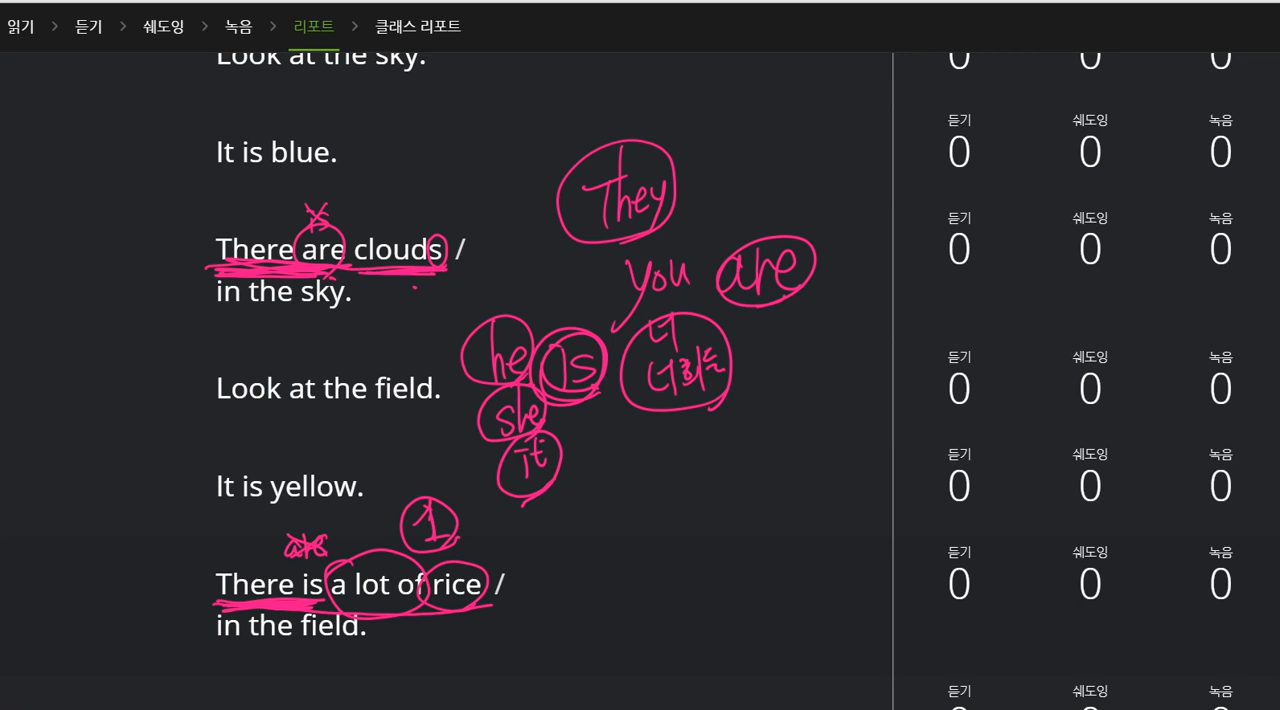 읽기 > 듣기 > 쉐도잉 > 녹음 > 리포트 > 클래스 리포트
Look at the sky.
0 0 0
It is blue.
듣기 쉐도잉 녹음
0 0 0
They
is
There are clouds /
in the sky.
듣기 쉐도잉 녹음
0 0 0
you are
너
너희들
he is
she
it
Look at the field.
듣기 쉐도잉 녹음
0 0 0
It is yellow.
듣기 쉐도잉 녹음
0 0 0
1
are
There is a lot of rice /
in the field.
듣기 쉐도잉 녹음
0 0 0
듣기 쉐도잉 녹음